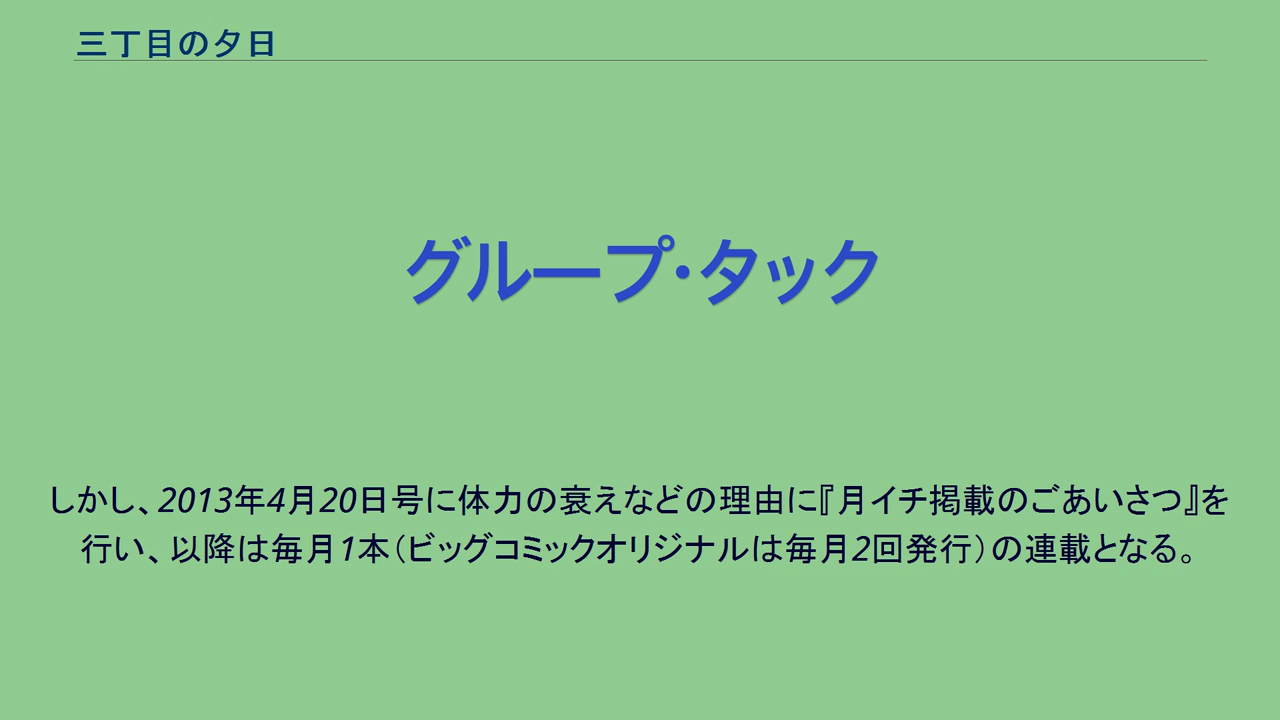 三丁目の夕日
グループ・タック
しかし、2013年4月20日号に体力の衰えなどの理由に『月イチ掲載のごあいさつ』を
行い、以降は毎月1本（ビッグコミックオリジナルは毎月2回発行）の連載となる。